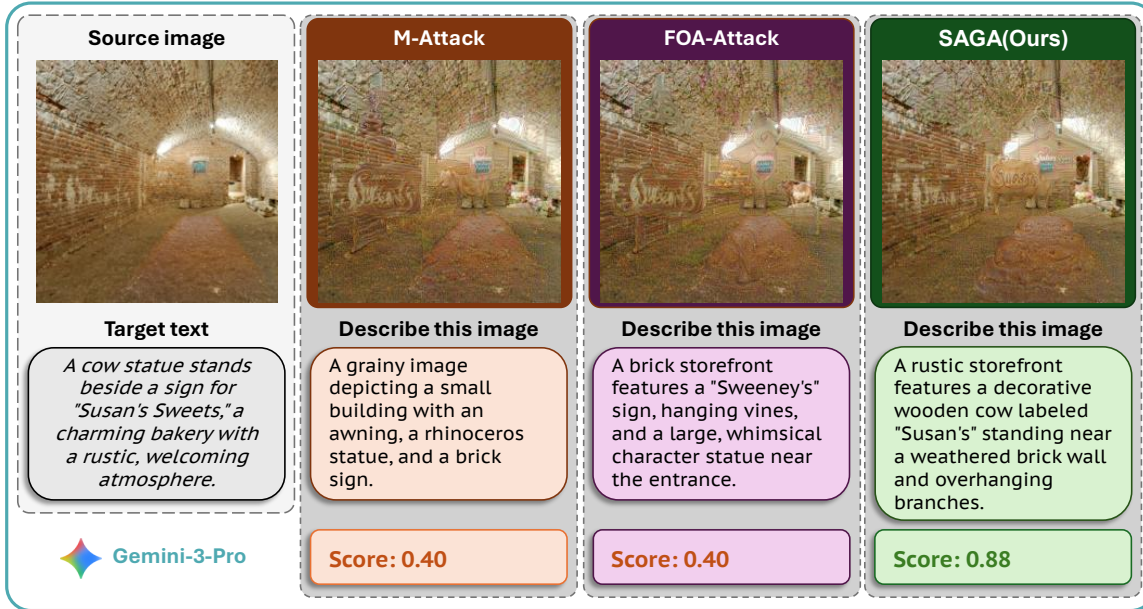 Source image
Target text
A cow statue stands
beside a sign for
"Susan's Sweets," a
charming bakery with
a rustic, welcoming
atmosphere.
Gemini-3-Pro
M-Attack
Susan's
Describe this image
A grainy image
depicting a small
building with an
awning, a rhinoceros
statue, and a brick
sign.
Score: 0.40
FOA-Attack
Describe this image
A brick storefront
features a "Sweeney's"
sign, hanging vines,
and a large, whimsical
character statue near
the entrance.
Score: 0.40
SAGA(Ours)
Susan's
Describe this image
A rustic storefront
features a decorative
wooden cow labeled
"Susan's" standing near
a weathered brick wall
and overhanging
branches.
Score: 0.88